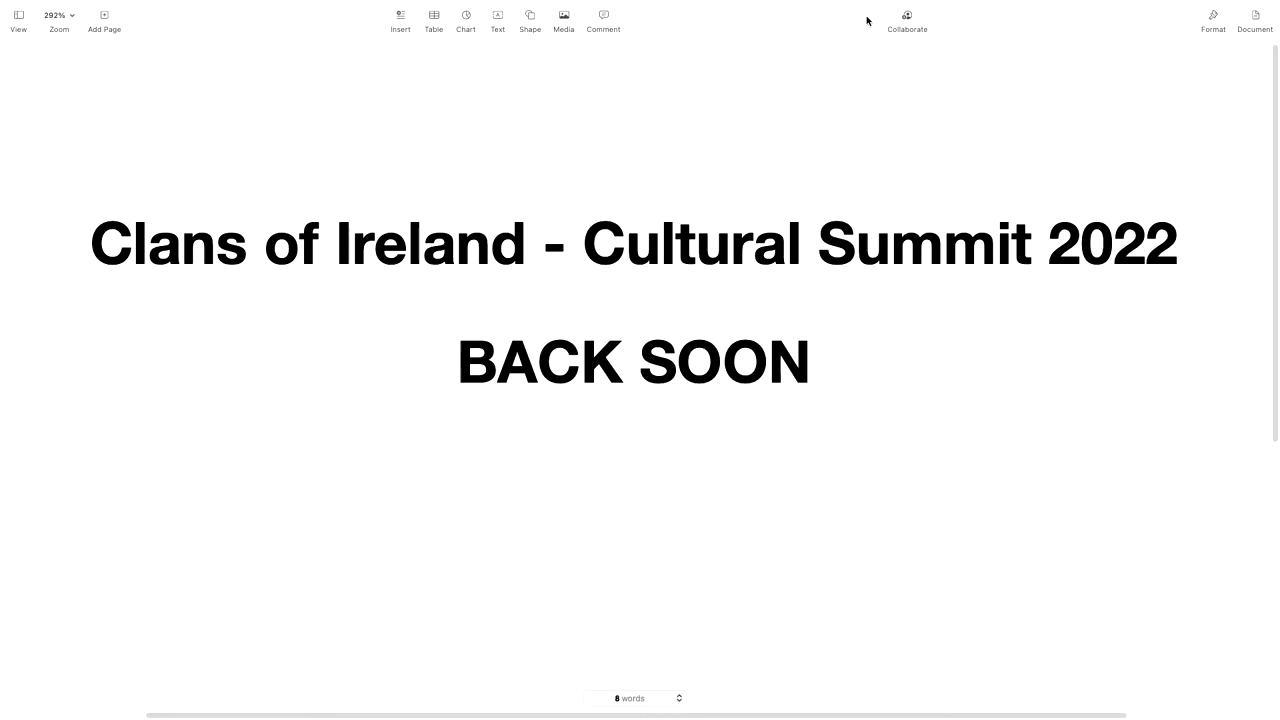 292%
View
Zoom
Add Page
Insert
Table
Chart
Text
Shape
Media
Comment
Collaborate
Format
Document
Clans of Ireland - Cultural Summit 2022
BACK SOON
8 words